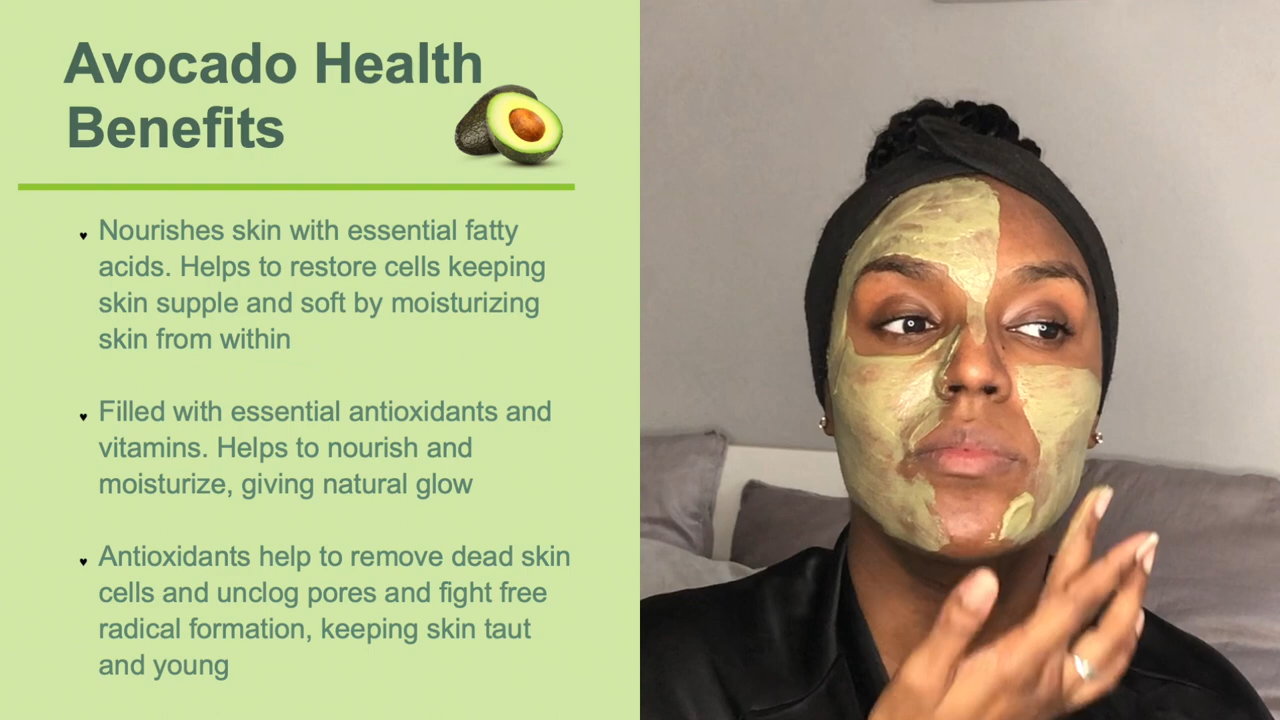 Avocado Health
Benefits
Nourishes skin with essential fatty
acids. Helps to restore cells keeping
skin supple and soft by moisturizing
skin from within
Filled with essential antioxidants and
vitamins. Helps to nourish and
moisturize, giving natural glow
Antioxidants help to remove dead skin
cells and unclog pores and fight free
radical formation, keeping skin taut
and young